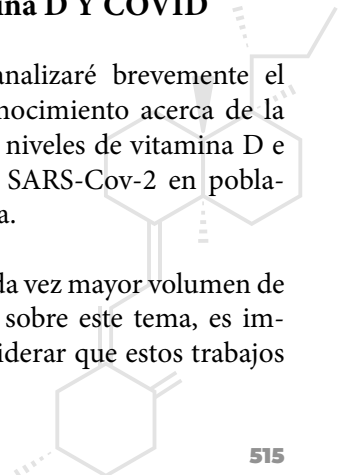 ina D Y COVID
analizaré brevemente el
nocimiento acerca de la
niveles de vitamina D e
SARS-Cov-2 en pobla-
a.
da vez mayor volumen de
sobre este tema, es im-
iderar que estos trabajos
515